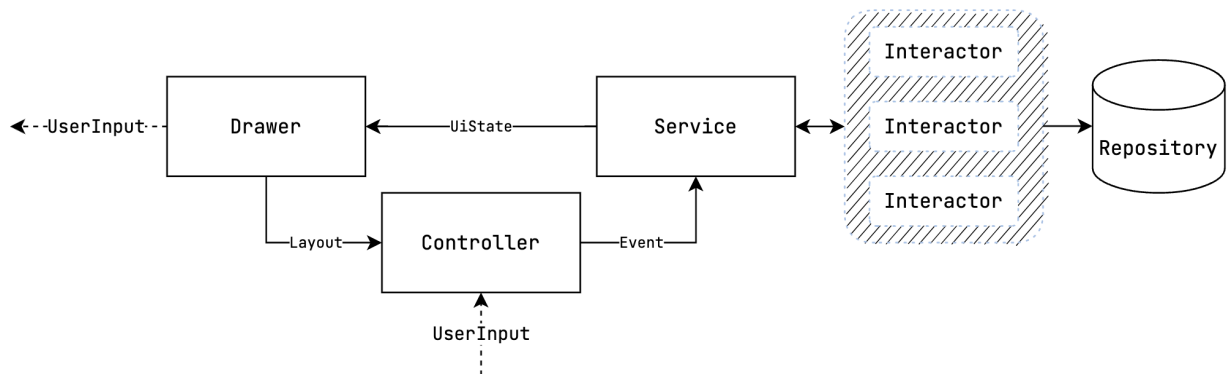 Interactor
UserInput
Drawer
UiState
Service
Interactor
Repository
Interactor
Layout
Controller
Event
UserInput